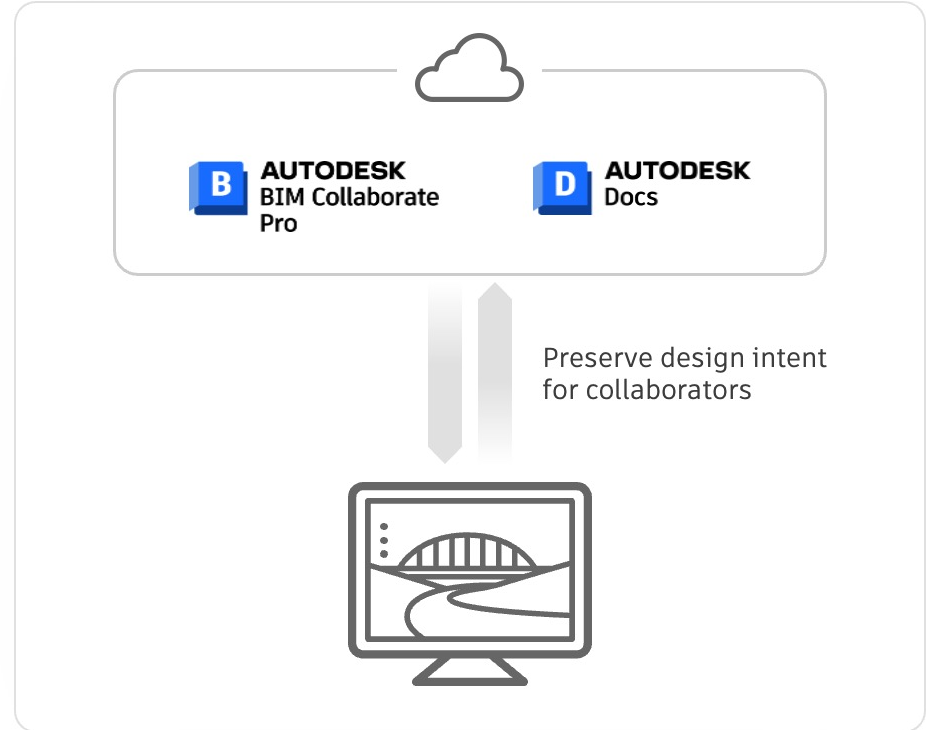 B
AUTODESK
BIM Collaborate
Pro
D
AUTODESK
Docs
Preserve design intent
for collaborators